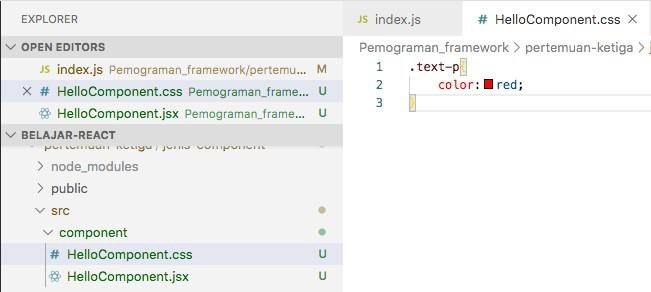 EXPLORER
OPEN EDITORS
JS index.js Pemograman_framework/pertemu... M
# HelloComponent.css Pemograman_frame... U
HelloComponent.jsx Pemograman_frame... U
BELAJAR-REACT
pertemuan-ketiga / jenis-component
node_modules
public
src
component
# HelloComponent.css U
HelloComponent.jsx U
JS index.js
# HelloComponent.css
Pemograman_framework > pertemuan-ketiga >
1 .text-p{
2 color: red;
3 }